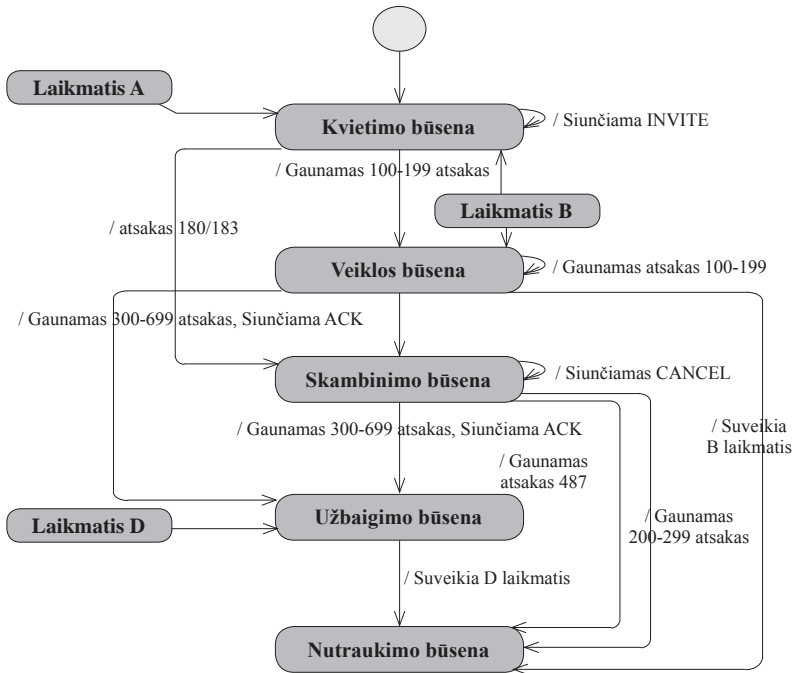 Laikmatis A
Kvietimo būsena
/ Siunčiama INVITE
/ Gaunamas 100-199 atsakas
Laikmatis B
/ atsakas 180/183
Veiklos būsena
/ Gaunamas atsakas 100-199
/ Gaunamas 300-699 atsakas, Siunčiama ACK
Skambinimo būsena
/ Siunčiamas CANCEL
/ Gaunamas 300-699 atsakas, Siunčiama ACK
/ Suveikia
B laikmatis
/ Gaunamas
atsakas 487
Užbaigimo būsena
Laikmatis D
/ Gaunamas
200-299 atsakas
/ Suveikia D laikmatis
Nutraukimo būsena